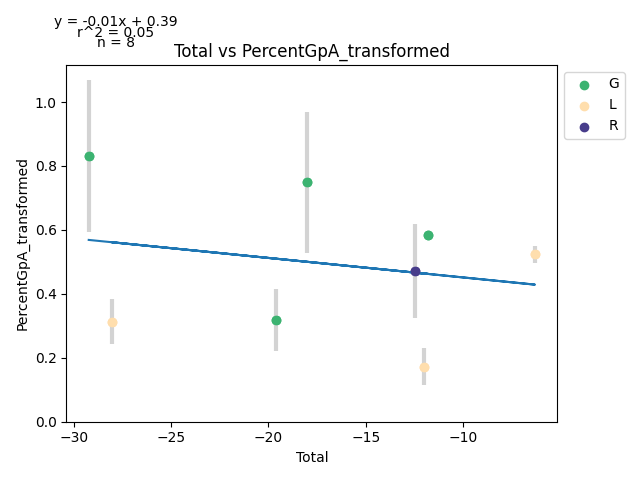 y = -0.01x + 0.39
r^2 = 0.05
n = 8
Total vs PercentGpA_transformed
G
L
R
PercentGpA_transformed
1.0
0.8
0.6
0.4
0.2
0.0
−30
−25
−20
−15
−10
Total